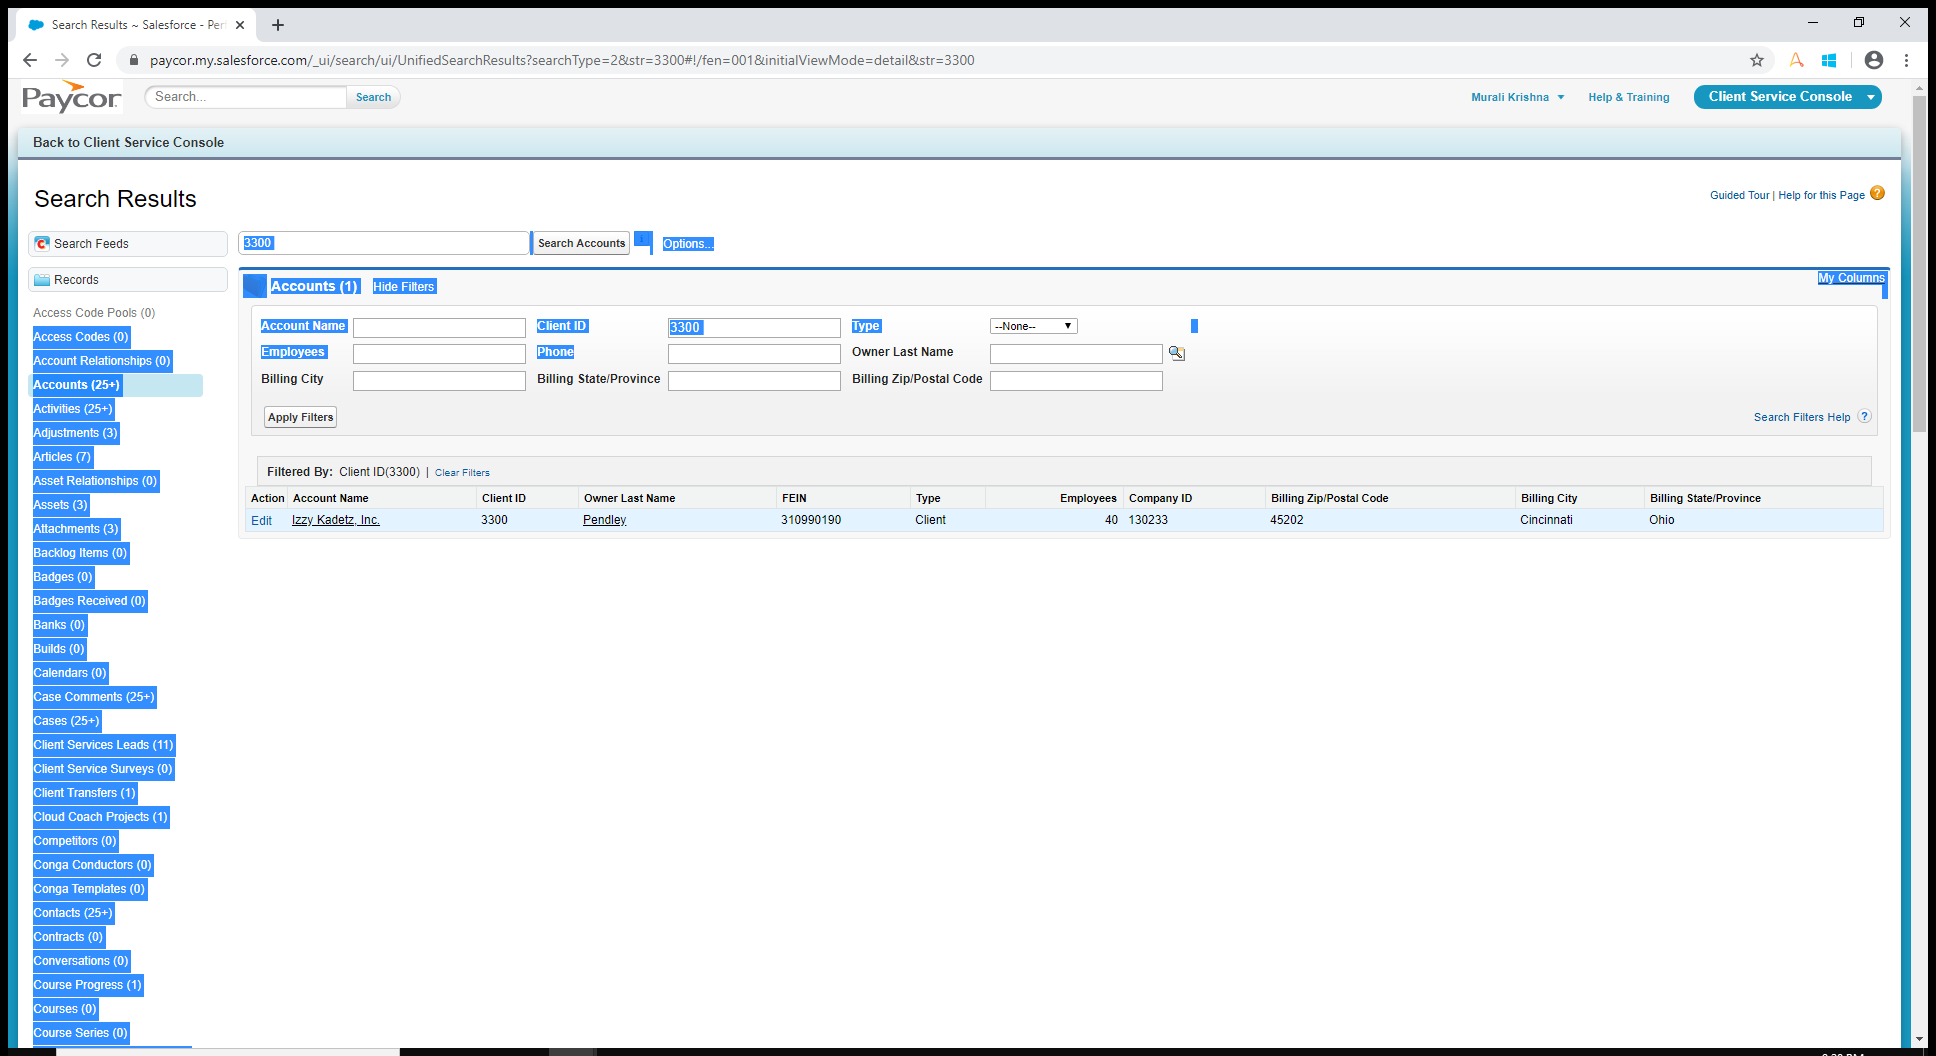 Search Results ~ Salesforce - Per
paycor.my.salesforce.com/_ui/search/ui/UnifiedSearchResults?searchType=2&str=3300#!/fen=001&initialViewMode=detail&str=3300
Paycor
Search...
Search
Murali Krishna
Help & Training
Client Service Console
Back to Client Service Console
Search Results
Guided Tour | Help for this Page
Search Feeds
3300
Search Accounts
Options...
Records
Accounts (1)
Hide Filters
My Columns
Account Name
Client ID
3300
Type
--None--
Employees
Phone
Owner Last Name
Billing City
Billing State/Province
Billing Zip/Postal Code
Apply Filters
Search Filters Help
Filtered By: Client ID(3300) | Clear Filters
Action Account Name Client ID Owner Last Name FEIN Type Employees Company ID Billing Zip/Postal Code Billing City Billing State/Province
Edit Izzy Kadetz, Inc. 3300 Pendley 310990190 Client 40 130233 45202 Cincinnati Ohio
Access Code Pools (0)
Access Codes (0)
Account Relationships (0)
Accounts (25+)
Activities (25+)
Adjustments (3)
Articles (7)
Asset Relationships (0)
Assets (3)
Attachments (3)
Backlog Items (0)
Badges (0)
Badges Received (0)
Banks (0)
Builds (0)
Calendars (0)
Case Comments (25+)
Cases (25+)
Client Services Leads (11)
Client Service Surveys (0)
Client Transfers (1)
Cloud Coach Projects (1)
Competitors (0)
Conga Conductors (0)
Conga Templates (0)
Contacts (25+)
Contracts (0)
Conversations (0)
Course Progress (1)
Courses (0)
Course Series (0)